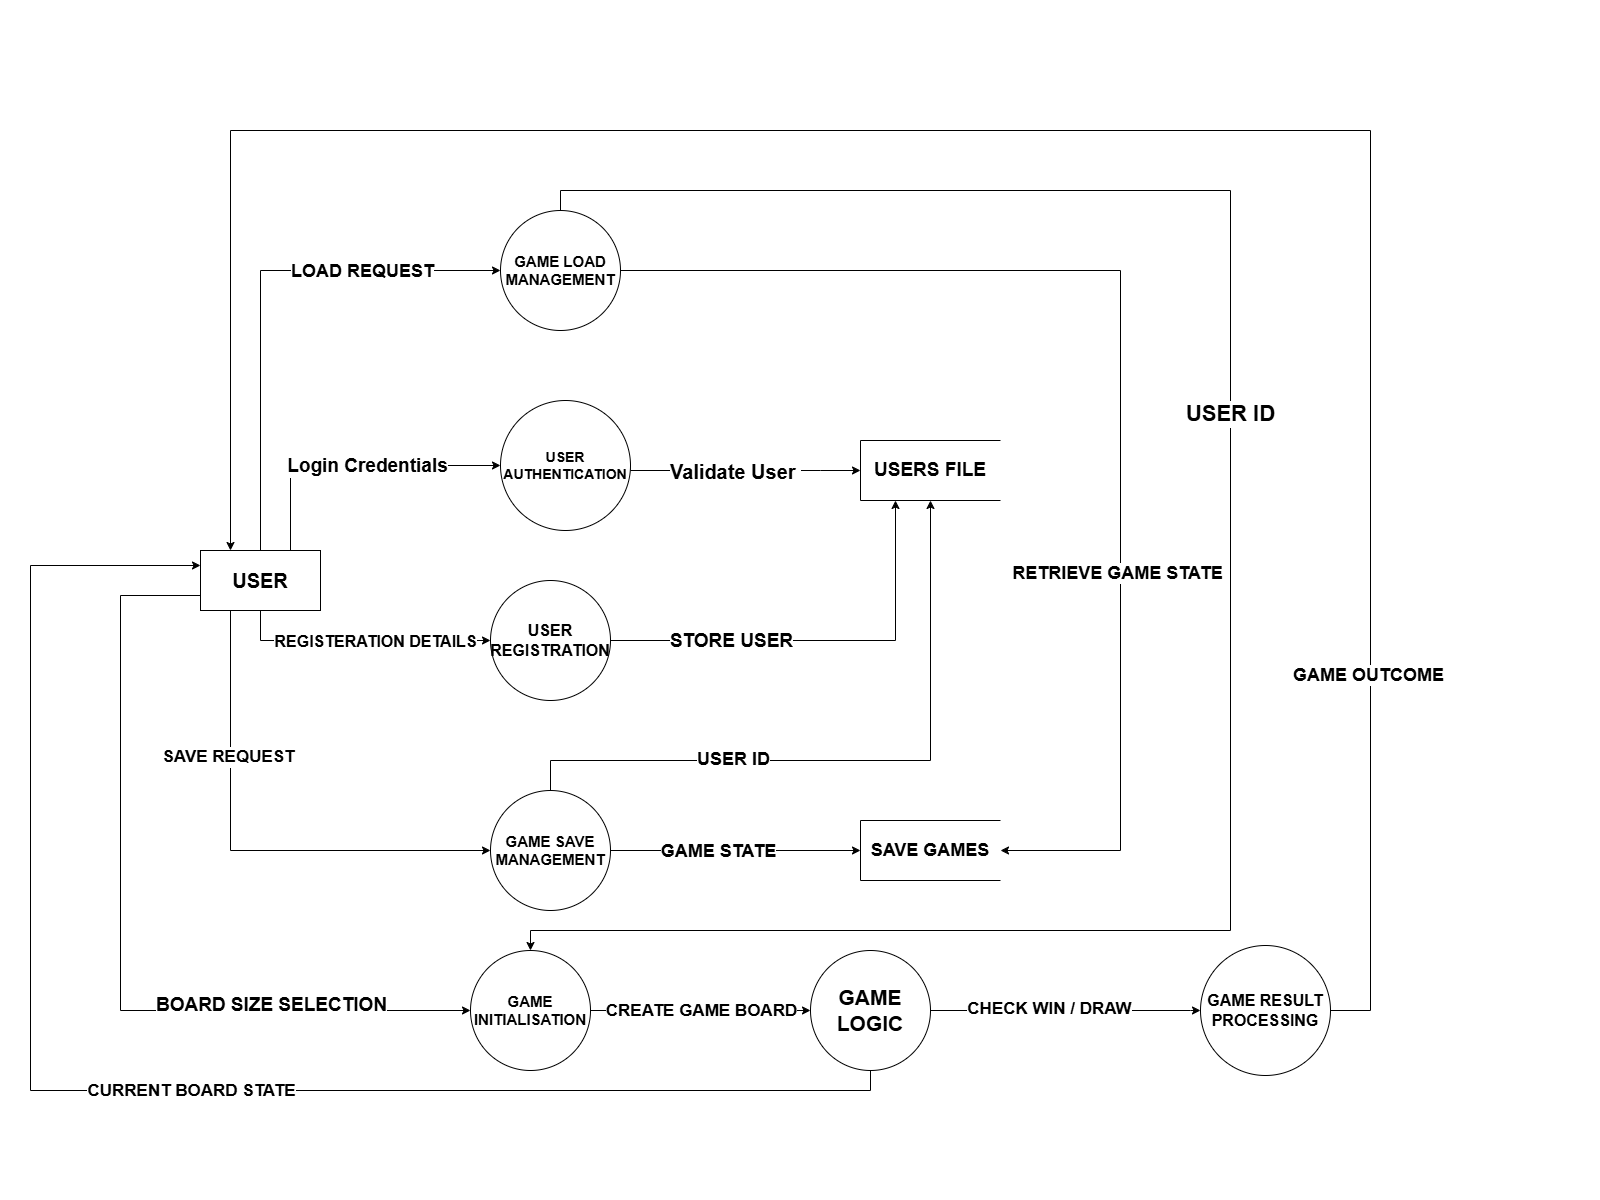 GAME LOAD
MANAGEMENT
LOAD REQUEST
USER ID
Login Credentials
USER
AUTHENTICATION
Validate User
USERS FILE
USER
RETRIEVE GAME STATE
REGISTERATION DETAILS
USER
REGISTRATION
STORE USER
GAME OUTCOME
SAVE REQUEST
USER ID
GAME SAVE
MANAGEMENT
GAME STATE
SAVE GAMES
BOARD SIZE SELECTION
GAME
INITIALISATION
CREATE GAME BOARD
GAME
LOGIC
CHECK WIN / DRAW
GAME RESULT
PROCESSING
CURRENT BOARD STATE